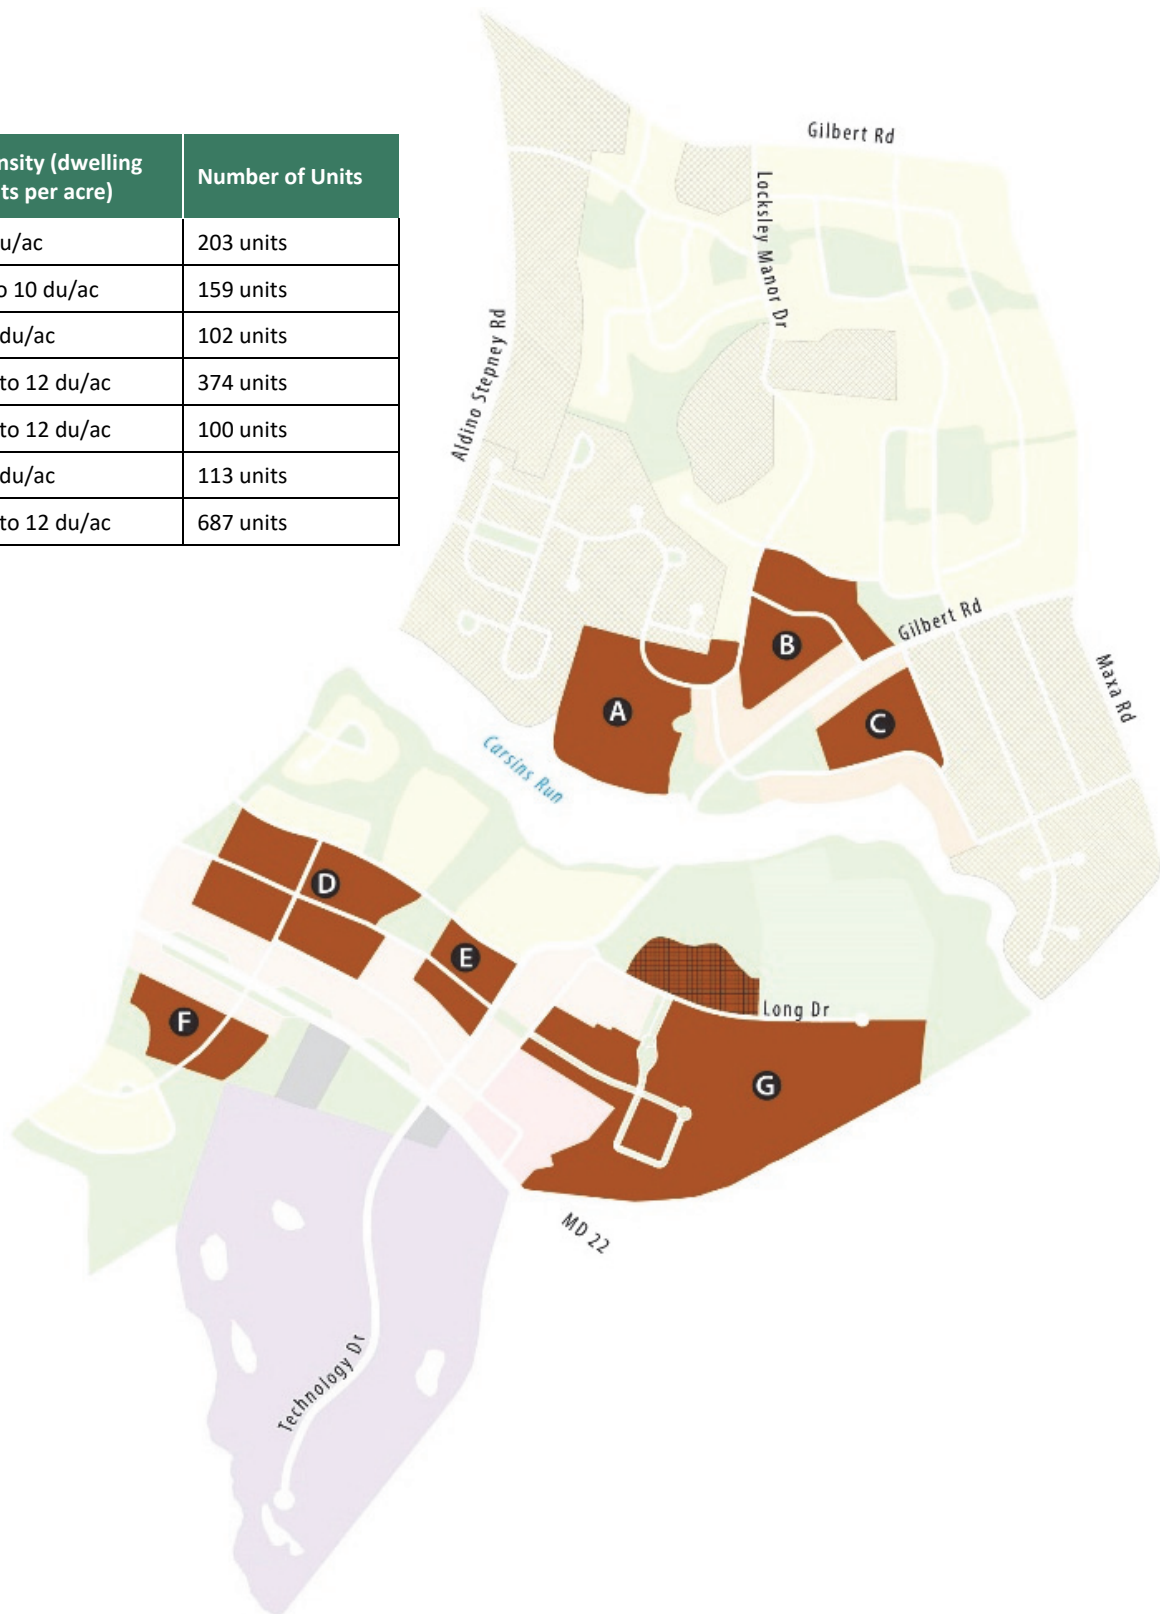 nsity (dwelling
ts per acre)
Number of Units
u/ac
203 units
o 10 du/ac
159 units
du/ac
102 units
to 12 du/ac
374 units
to 12 du/ac
100 units
du/ac
113 units
to 12 du/ac
687 units
Gilbert Rd
Locksley Manor Dr
Aldino Stepney Rd
Gilbert Rd
B
Maxa Rd
A
C
Carsins Run
D
E
Long Dr
F
G
MD 22
Technology Dr